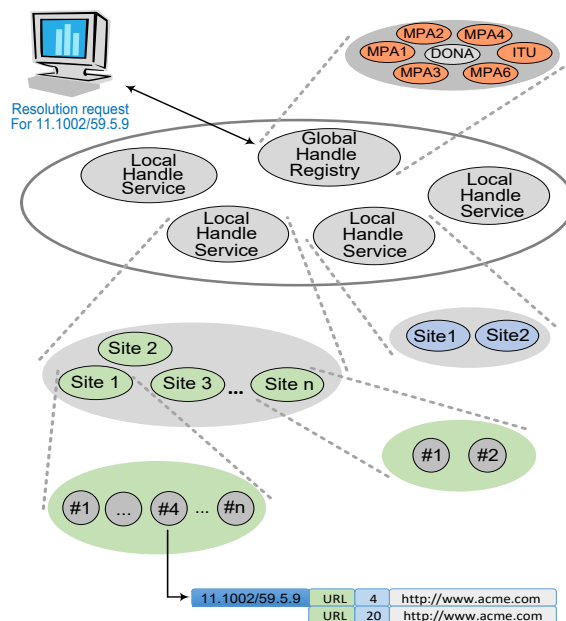 MPA2
MPA4
MPA1
DONA
ITU
MPA3
MPA6
Resolution request
For 11.1002/59.5.9
Global
Handle
Registry
Local
Handle
Service
Local
Handle
Service
Local
Handle
Service
Local
Handle
Service
Site1
Site2
Site 2
Site 1
Site 3
...
Site n
#1
#2
#1
...
#4
...
#n
11.1002/59.5.9 URL 4 http://www.acme.com
URL 20 http://www.acme.com